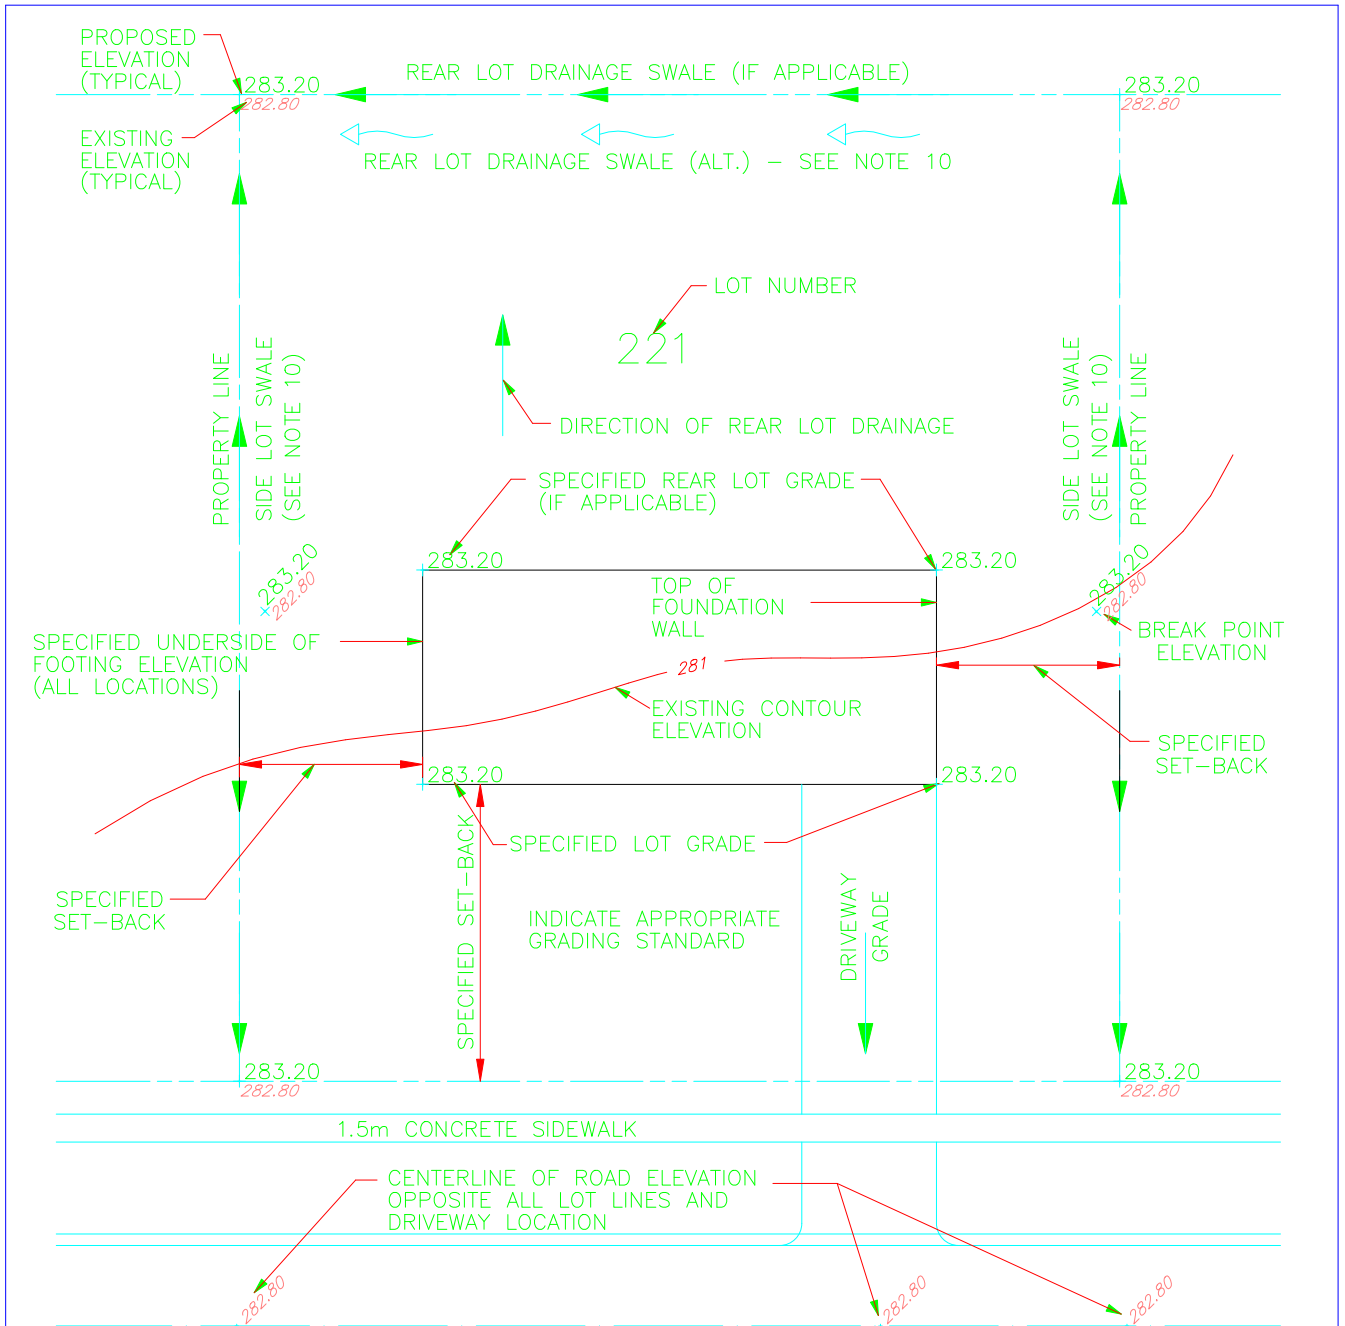 PROPOSED
ELEVATION
(TYPICAL)
283.20
282.80
REAR LOT DRAINAGE SWALE (IF APPLICABLE)
283.20
282.80
EXISTING
ELEVATION
(TYPICAL)
REAR LOT DRAINAGE SWALE (ALT.) – SEE NOTE 10
LOT NUMBER
221
PROPERTY LINE
SIDE LOT SWALE
(SEE NOTE 10)
DIRECTION OF REAR LOT DRAINAGE
SIDE LOT SWALE
(SEE NOTE 10)
PROPERTY LINE
SPECIFIED REAR LOT GRADE
(IF APPLICABLE)
283.20
282.80
283.20
283.20
283.20
282.80
TOP OF
FOUNDATION
WALL
SPECIFIED UNDERSIDE OF
FOOTING ELEVATION
(ALL LOCATIONS)
BREAK POINT
ELEVATION
281
EXISTING CONTOUR
ELEVATION
SPECIFIED
SET–BACK
283.20
283.20
SPECIFIED LOT GRADE
SPECIFIED
SET–BACK
SPECIFIED SET–BACK
INDICATE APPROPRIATE
GRADING STANDARD
DRIVEWAY
GRADE
283.20
282.80
283.20
282.80
1.5m CONCRETE SIDEWALK
CENTERLINE OF ROAD ELEVATION
OPPOSITE ALL LOT LINES AND
DRIVEWAY LOCATION
282.80
282.80
282.80